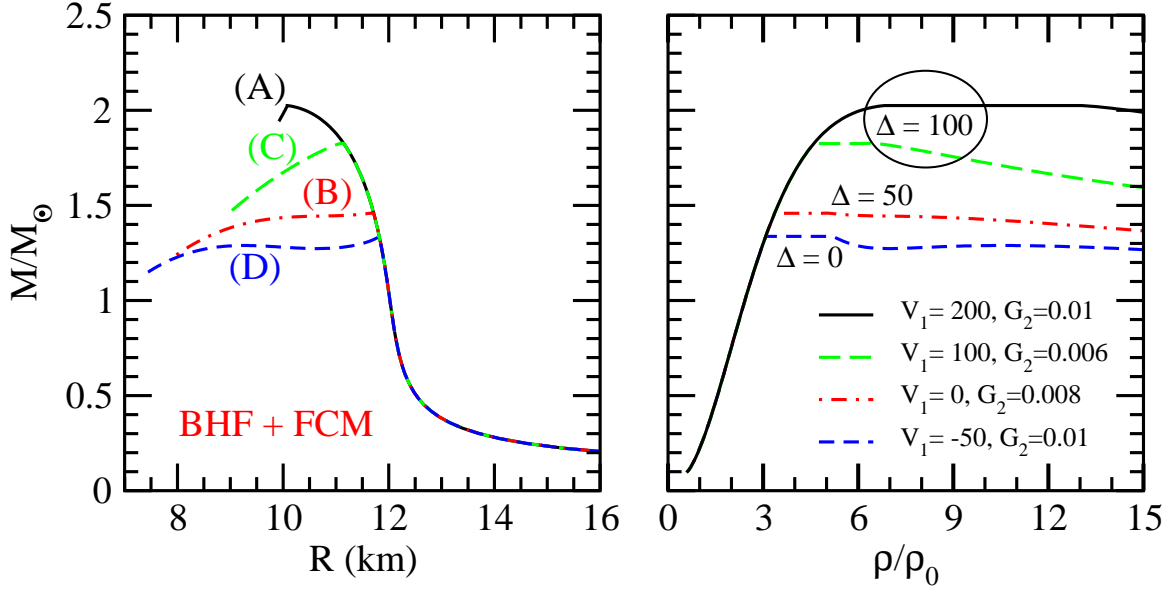 2.5
2
1.5
1
0.5
0
M/M☉
(A)
(C)
(B)
(D)
BHF + FCM
8 10 12 14 16
R (km)
Δ = 100
Δ = 50
Δ = 0
V₁= 200, G₂=0.01
V₁= 100, G₂=0.006
V₁= 0, G₂=0.008
V₁= -50, G₂=0.01
0 3 6 9 12 15
ρ/ρ₀